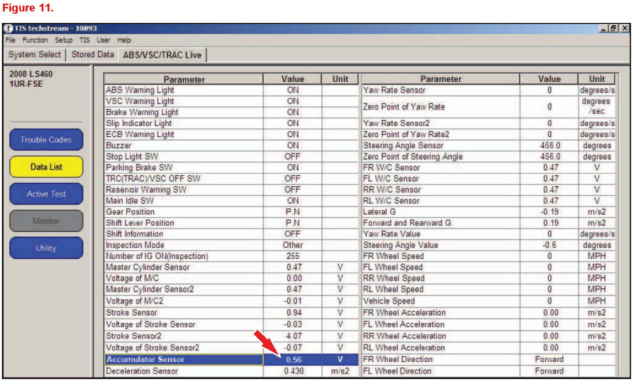 Figure 11.
TIS techstream - 10893
File Function Setup TIS User Help
System Select Stored Data ABS/VSC/TRAC Live
2008 LS460
1UR-FSE
Trouble Codes
Data List
Active Test
Monitor
Utility
Parameter Value Unit Parameter Value Unit
ABS Warning Light ON Yaw Rate Sensor 0 degrees/s
VSC Warning Light ON Zero Point of Yaw Rate 0 degrees /sec
Brake Warning Light ON
Slip Indicator Light ON Yaw Rate Sensor2 0 degrees/s
ECB Warning Light ON Zero Point of Yaw Rate2 0 degrees/s
Buzzer ON Steering Angle Sensor 456.0 degrees
Stop Light SW OFF Zero Point of Steering Angle 456.0 degrees
Parking Brake SW ON FR W/C Sensor 0.47 V
TRC(TRAC)/VSC OFF SW OFF FL W/C Sensor 0.47 V
Reservoir Warning SW OFF RR W/C Sensor 0.47 V
Main Idle SW ON RL W/C Sensor 0.47 V
Gear Position P,N Lateral G -0.19 m/s2
Shift Lever Position P,N Forward and Rearward G 0.19 m/s2
Shift Information OFF Yaw Rate Value 0 degrees/s
Inspection Mode Other Steering Angle Value -0.6 degrees
Number of IG ON(Inspection) 255 FR Wheel Speed 0 MPH
Master Cylinder Sensor 0.47 V FL Wheel Speed 0 MPH
Voltage of M/C 0.00 V RR Wheel Speed 0 MPH
Master Cylinder Sensor2 0.47 V RL Wheel Speed 0 MPH
Voltage of M/C2 -0.01 V Vehicle Speed 0 MPH
Stroke Sensor 0.94 V FR Wheel Acceleration 0.00 m/s2
Voltage of Stroke Sensor -0.03 V FL Wheel Acceleration 0.00 m/s2
Stroke Sensor2 4.07 V RR Wheel Acceleration 0.00 m/s2
Voltage of Stroke Sensor2 -0.07 V RL Wheel Acceleration 0.00 m/s2
Accumulator Sensor 0.56 V FR Wheel Direction Forward
Deceleration Sensor 0.430 m/s2 FL Wheel Direction Forward